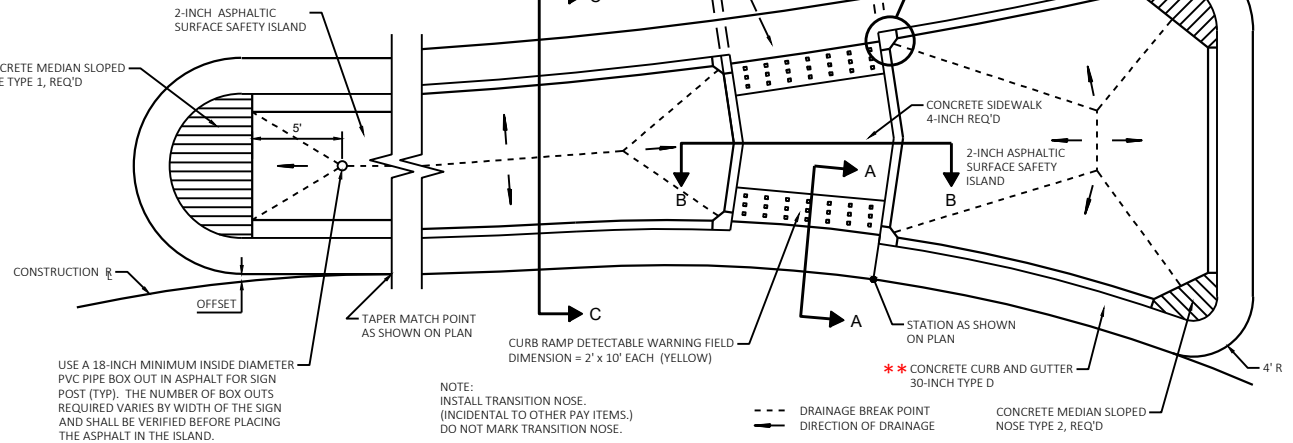 2-INCH ASPHALTIC
SURFACE SAFETY ISLAND
CRETE MEDIAN SLOPED
E TYPE 1, REQ'D
5'
CONCRETE SIDEWALK
4-INCH REQ'D
2-INCH ASPHALTIC
SURFACE SAFETY
ISLAND
A
B
B
CONSTRUCTION RL
OFFSET
TAPER MATCH POINT
AS SHOWN ON PLAN
C
A
STATION AS SHOWN
ON PLAN
CURB RAMP DETECTABLE WARNING FIELD
DIMENSION = 2' x 10' EACH (YELLOW)
USE A 18-INCH MINIMUM INSIDE DIAMETER
PVC PIPE BOX OUT IN ASPHALT FOR SIGN
POST (TYP). THE NUMBER OF BOX OUTS
REQUIRED VARIES BY WIDTH OF THE SIGN
AND SHALL BE VERIFIED BEFORE PLACING
THE ASPHALT IN THE ISLAND.
** CONCRETE CURB AND GUTTER
30-INCH TYPE D
4' R
NOTE:
INSTALL TRANSITION NOSE.
(INCIDENTAL TO OTHER PAY ITEMS.)
DO NOT MARK TRANSITION NOSE.
DRAINAGE BREAK POINT
DIRECTION OF DRAINAGE
CONCRETE MEDIAN SLOPED
NOSE TYPE 2, REQ'D